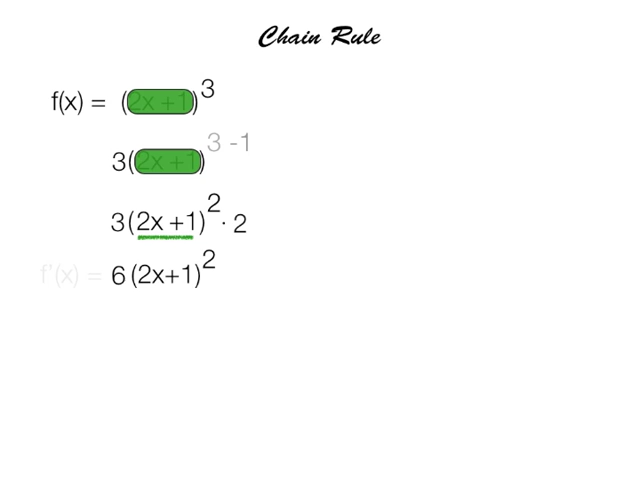 Chain Rule
f(x) = (2x +1)^3
3(2x +1)^3 -1
3(2x +1)^2 · 2
f'(x) = 6(2x+1)^2